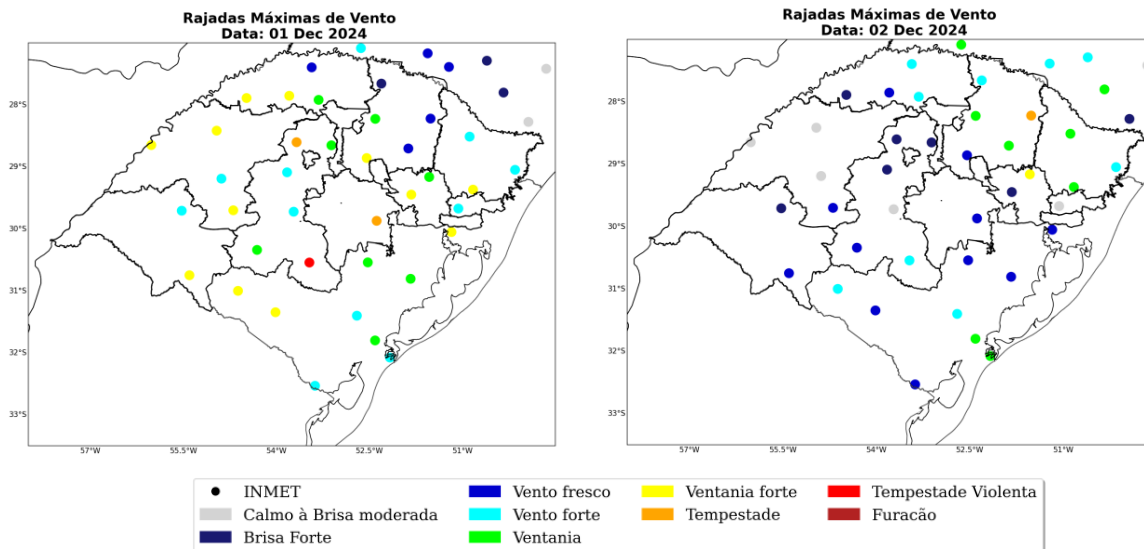 Rajadas Máximas de Vento
Data: 01 Dec 2024
28°S
29°S
30°S
31°S
32°S
33°S
57°W
55.5°W
54°W
52.5°W
51°W
Rajadas Máximas de Vento
Data: 02 Dec 2024
28°S
29°S
30°S
31°S
32°S
33°S
57°W
55.5°W
54°W
52.5°W
51°W
INMET
Calmo à Brisa moderada
Brisa Forte
Vento fresco
Vento forte
Ventania
Ventania forte
Tempestade
Tempestade Violenta
Furacão